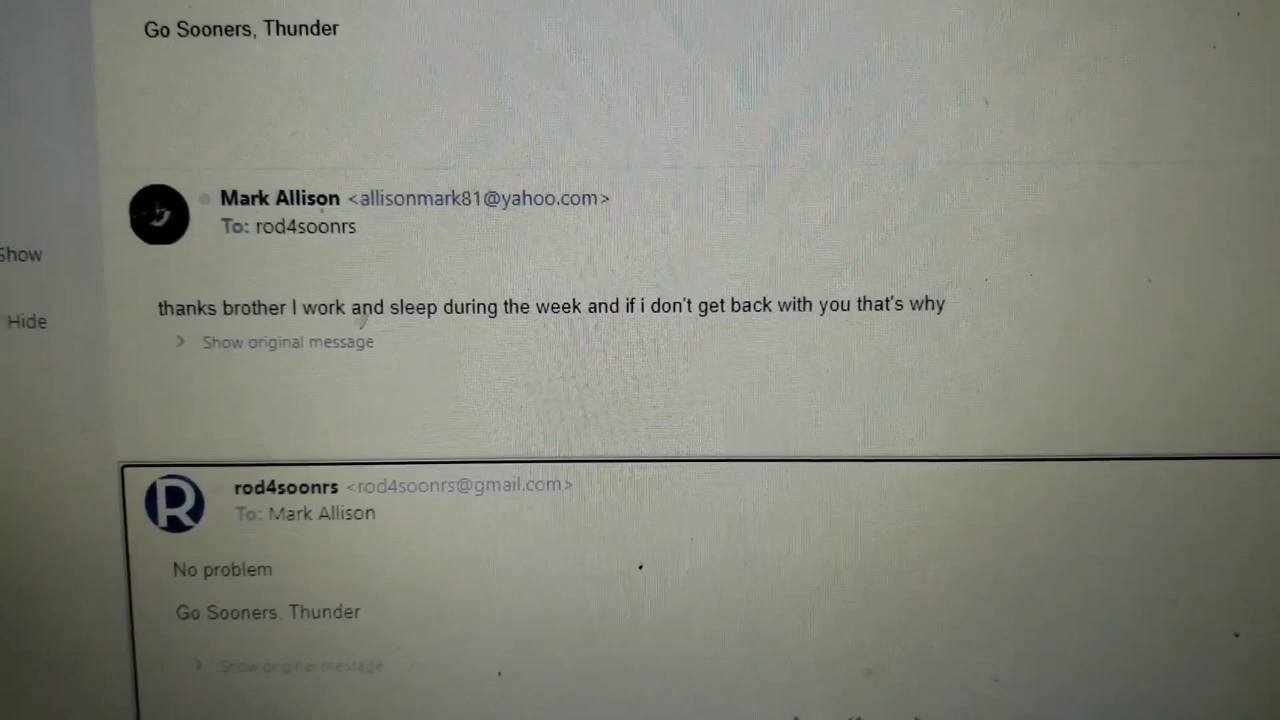 Go Sooners, Thunder
Mark Allison <allisonmark81@yahoo.com>
To: rod4soonrs
Show
thanks brother I work and sleep during the week and if i don't get back with you that's why
Hide
Show original message
R
rod4soonrs <rod4soonrs@gmail.com>
To: Mark Allison
No problem
Go Sooners, Thunder
Show original message